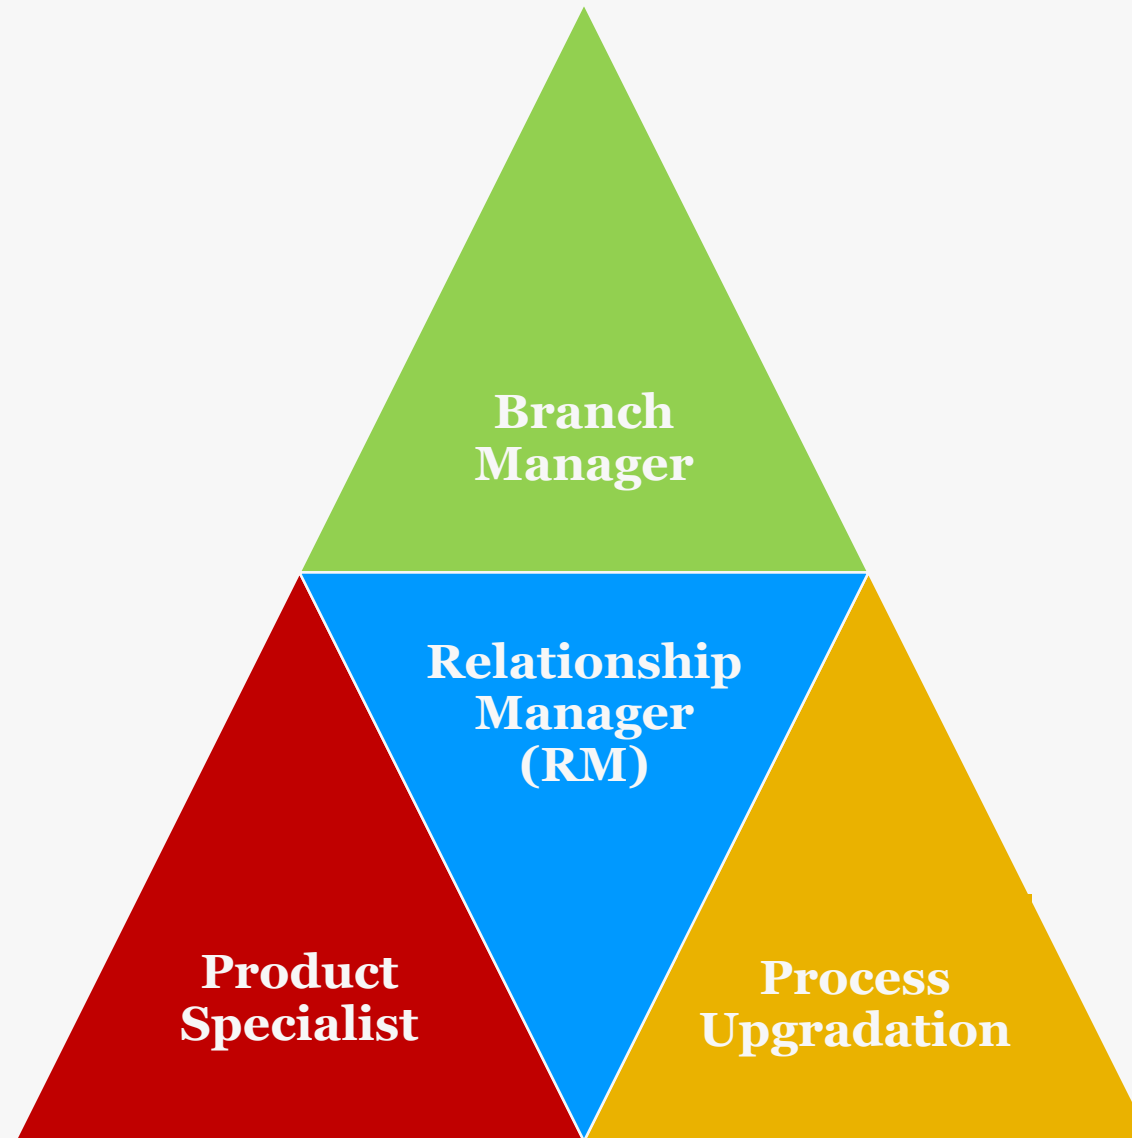 Branch
Manager
Relationship
Manager
(RM)
Product
Specialist
Process
Upgradation